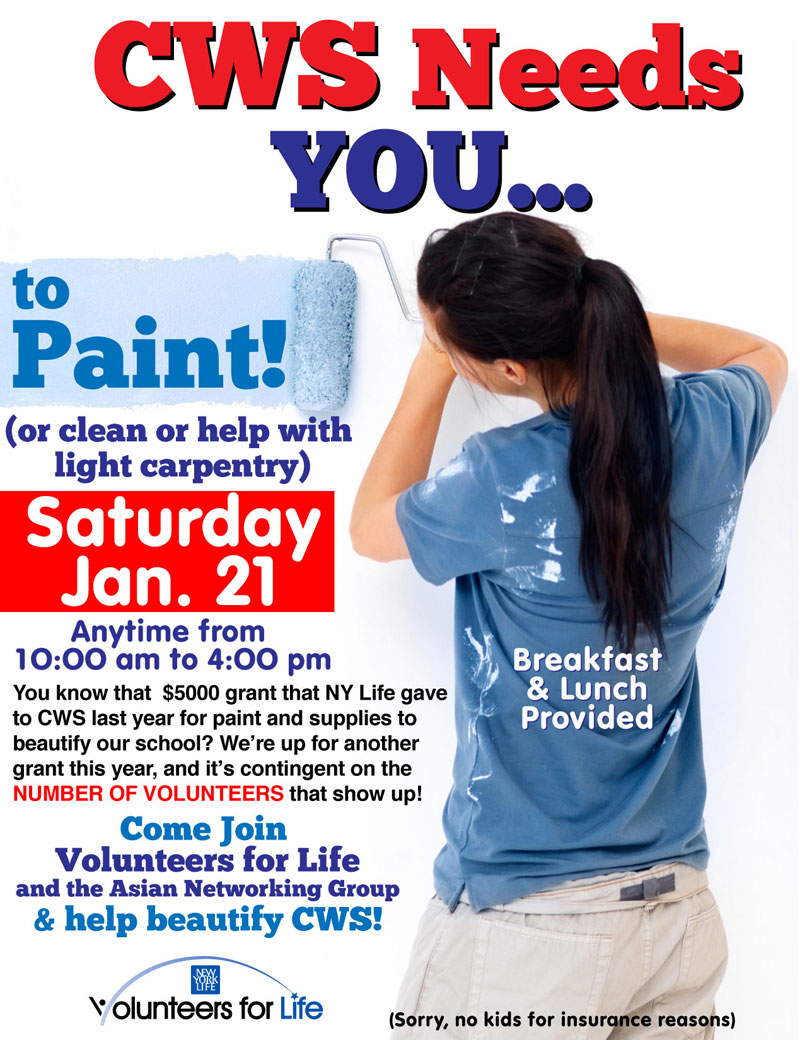 CWS Needs
YOU...
to
Paint!
(or clean or help with
light carpentry)
Saturday
Jan. 21
Anytime from
10:00 am to 4:00 pm
You know that $5000 grant that NY Life gave
to CWS last year for paint and supplies to
beautify our school? We're up for another
grant this year, and it's contingent on the
NUMBER OF VOLUNTEERS that show up!
Breakfast
& Lunch
Provided
Come Join
Volunteers for Life
and the Asian Networking Group
& help beautify CWS!
NEW
YORK
LIFE
Volunteers for Life
(Sorry, no kids for insurance reasons)